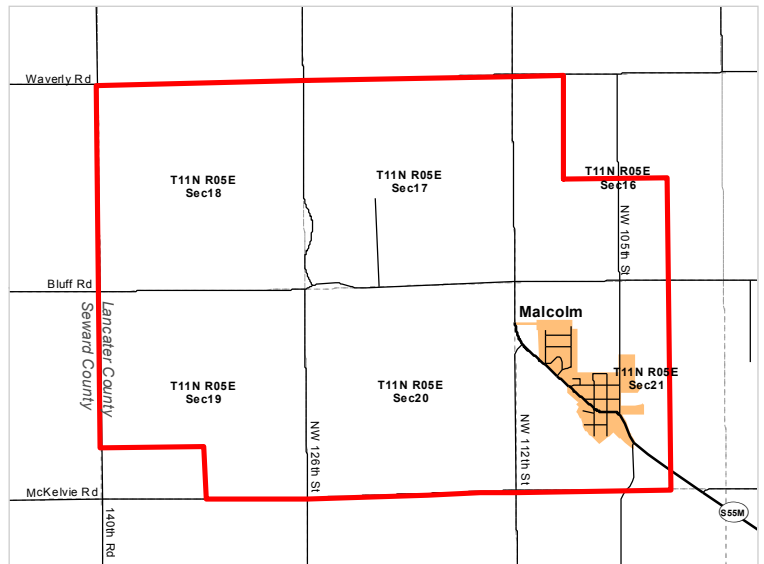 Waverly Rd
T11N R05E
Sec18
T11N R05E
Sec17
T11N R05E
Sec16
NW 105th St
Bluff Rd
Lancater County
Seward County
Malcolm
T11N R05E
Sec19
T11N R05E
Sec20
T11N R05E
Sec21
NW 126th St
NW 112th St
McKelvie Rd
140th Rd
S55M